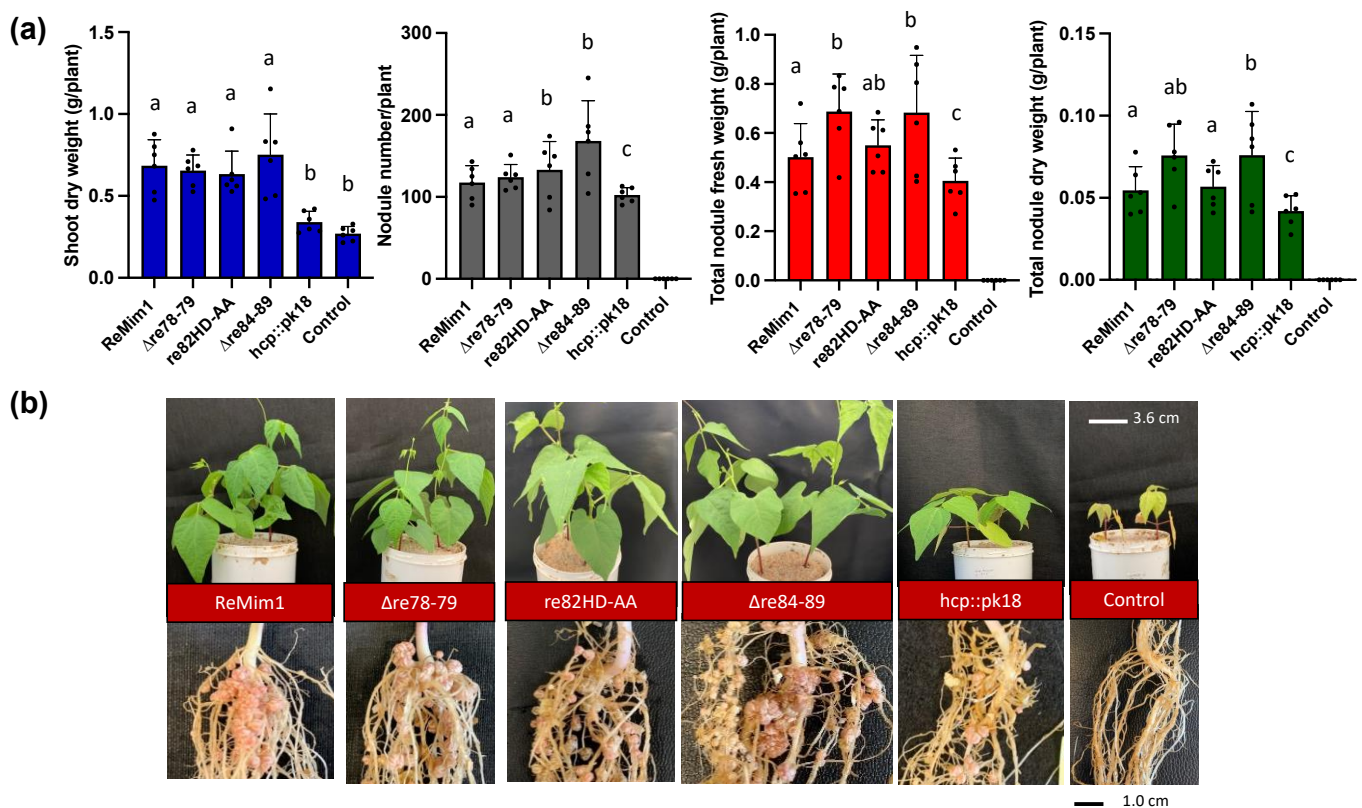 (a)
Shoot dry weight (g/plant)
1.5
1.0
0.5
0.0
a
a
a
a
b
b
ReMim1
Δre78-79
re82HD-AA
Δre84-89
hcp::pk18
Control
Nodule number/plant
300
200
100
0
a
a
b
b
c
ReMim1
Δre78-79
re82HD-AA
Δre84-89
hcp::pk18
Control
Total nodule fresh weight (g/plant)
1.0
0.8
0.6
0.4
0.2
0.0
a
b
ab
b
c
ReMim1
Δre78-79
re82HD-AA
Δre84-89
hcp::pk18
Control
Total nodule dry weight (g/plant)
0.15
0.10
0.05
0.00
a
ab
a
b
c
ReMim1
Δre78-79
re82HD-AA
Δre84-89
hcp::pk18
Control
(b)
3.6 cm
ReMim1
Δre78-79
re82HD-AA
Δre84-89
hcp::pk18
Control
1.0 cm